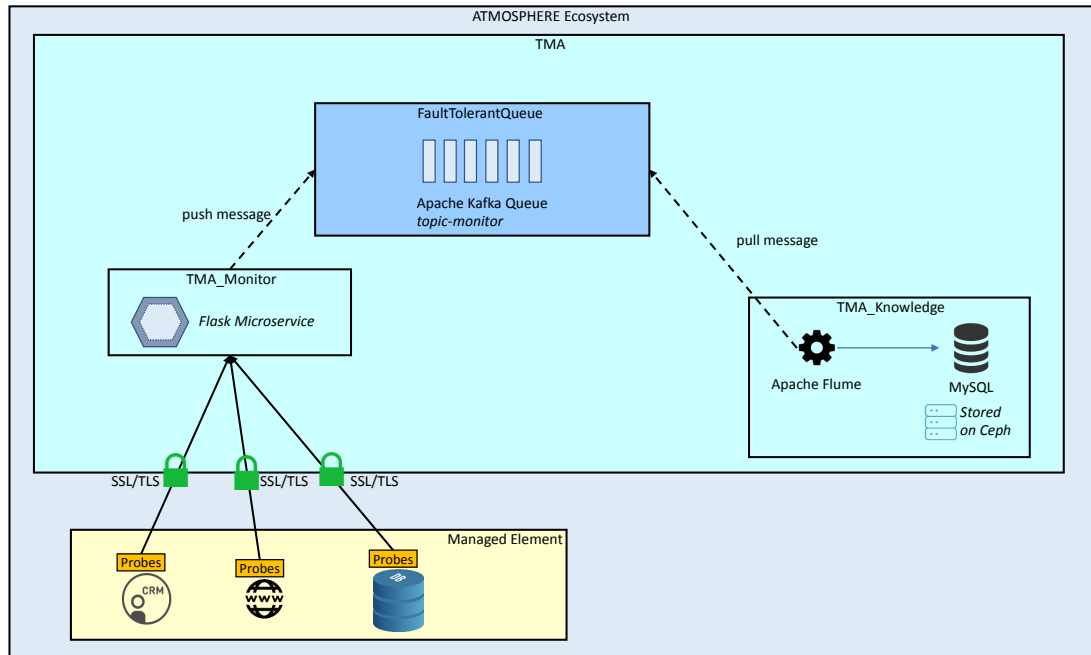 ATMOSPHERE Ecosystem
TMA
FaultTolerantQueue
Apache Kafka Queue
topic-monitor
push message
pull message
TMA_Monitor
Flask Microservice
TMA_Knowledge
Apache Flume
MySQL
Stored
on Ceph
SSL/TLS
SSL/TLS
SSL/TLS
Managed Element
Probes
Probes
Probes
CRM
WWW
DB